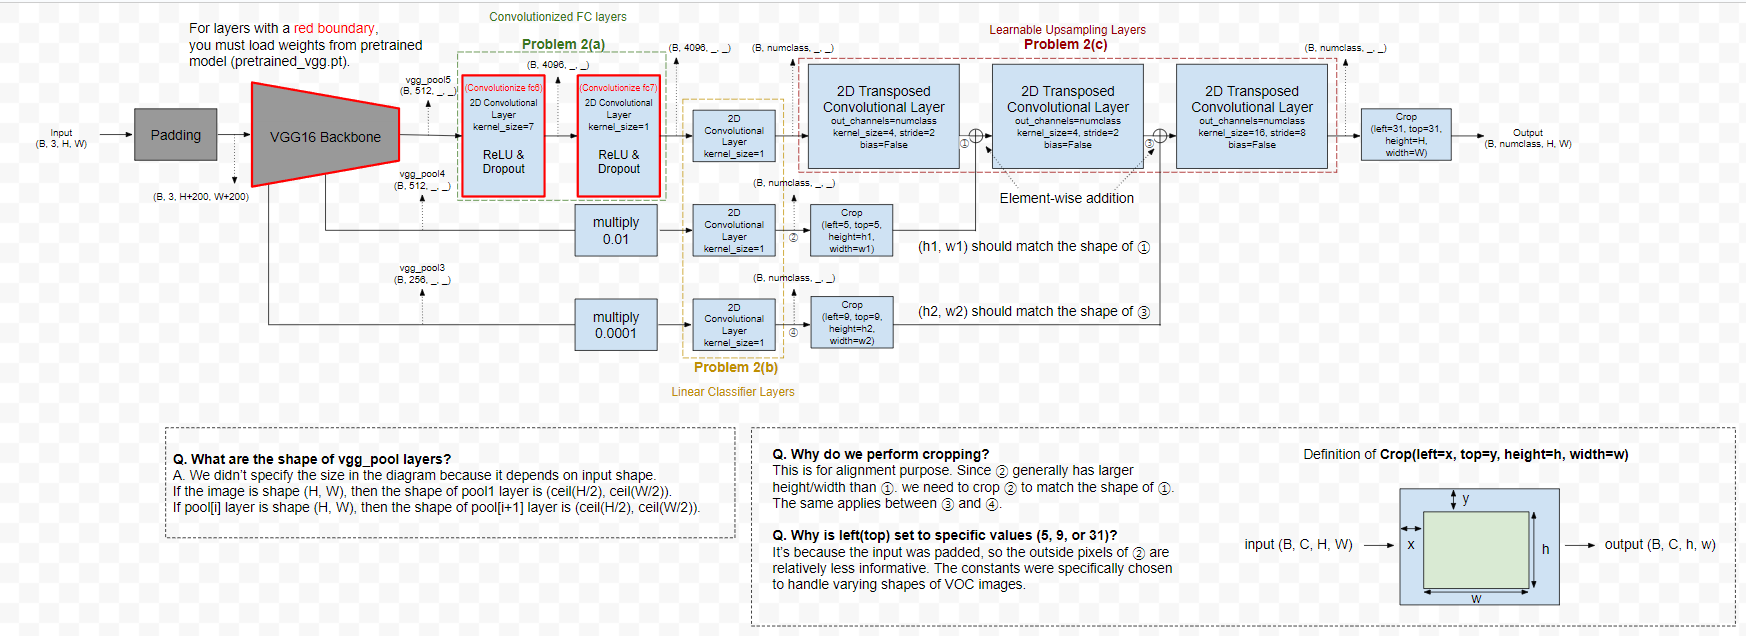 For layers with a red boundary,
you must load weights from pretrained
model (pretrained_vgg.pt).
Convolutionized FC layers
Problem 2(a)
Learnable Upsampling Layers
Problem 2(c)
Input
(B, 3, H, W)
Padding
(B, 3, H+200, W+200)
VGG16 Backbone
vgg_pool5
(B, 512, _, _)
(Convolutionize fc6)
2D Convolutional
Layer
kernel_size=7
ReLU &
Dropout
(B, 4096, _, _)
(Convolutionize fc7)
2D Convolutional
Layer
kernel_size=1
ReLU &
Dropout
(B, 4096, _, _)
2D
Convolutional
Layer
kernel_size=1
(B, numclass, _, _)
2D Transposed
Convolutional Layer
out_channels=numclass
kernel_size=4, stride=2
bias=False
①
2D Transposed
Convolutional Layer
out_channels=numclass
kernel_size=4, stride=2
bias=False
③
2D Transposed
Convolutional Layer
out_channels=numclass
kernel_size=16, stride=8
bias=False
(B, numclass, _, _)
Crop
(left=31, top=31,
height=H,
width=W)
Output
(B, numclass, H, W)
Element-wise addition
vgg_pool4
(B, 512, _, _)
multiply
0.01
2D
Convolutional
Layer
kernel_size=1
(B, numclass, _, _)
②
Crop
(left=5, top=5,
height=h1,
width=w1)
(h1, w1) should match the shape of ①
vgg_pool3
(B, 256, _, _)
multiply
0.0001
2D
Convolutional
Layer
kernel_size=1
(B, numclass, _, _)
④
Crop
(left=9, top=9,
height=h2,
width=w2)
(h2, w2) should match the shape of ③
Problem 2(b)
Linear Classifier Layers
Q. What are the shape of vgg_pool layers?
A. We didn't specify the size in the diagram because it depends on input shape.
If the image is shape (H, W), then the shape of pool1 layer is (ceil(H/2), ceil(W/2)).
If pool[i] layer is shape (H, W), then the shape of pool[i+1] layer is (ceil(H/2), ceil(W/2)).
Q. Why do we perform cropping?
This is for alignment purpose. Since ② generally has larger
height/width than ①. we need to crop ② to match the shape of ①.
The same applies between ③ and ④.
Q. Why is left(top) set to specific values (5, 9, or 31)?
It's because the input was padded, so the outside pixels of ② are
relatively less informative. The constants were specifically chosen
to handle varying shapes of VOC images.
Definition of Crop(left=x, top=y, height=h, width=w)
input (B, C, H, W)
x
y
h
w
output (B, C, h, w)